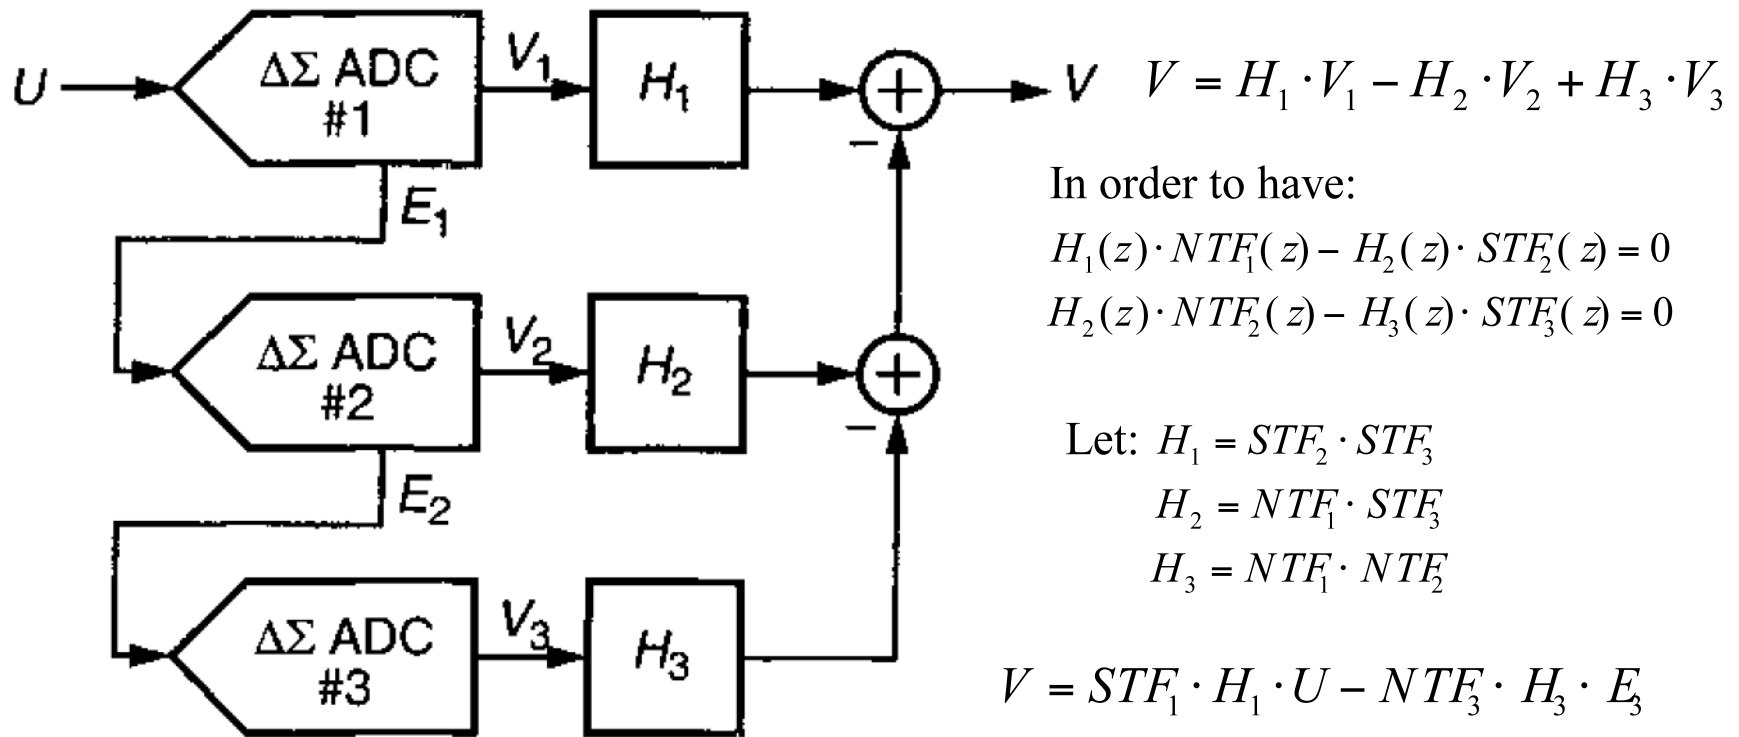 U
ΔΣ ADC
#1
V₁
H₁
+
−
V
E₁
ΔΣ ADC
#2
V₂
H₂
+
−
E₂
ΔΣ ADC
#3
V₃
H₃
V = H₁ · V₁ − H₂ · V₂ + H₃ · V₃
In order to have:
H₁(z) · NTF₁(z) − H₂(z) · STF₂(z) = 0
H₂(z) · NTF₂(z) − H₃(z) · STF₃(z) = 0
Let: H₁ = STF₂ · STF₃
H₂ = NTF₁ · STF₃
H₃ = NTF₁ · NTF₂
V = STF₁ · H₁ · U − NTF₃ · H₃ · E₃